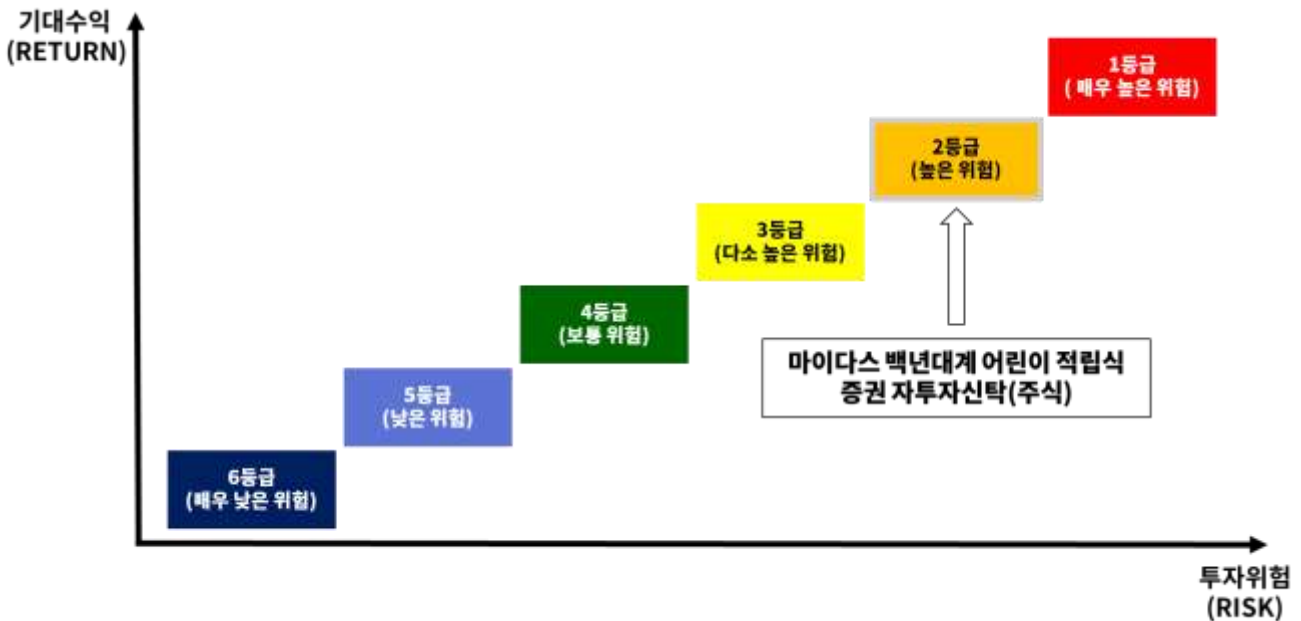 기대수익
(RETURN)
1등급
( 매우 높은 위험)
2등급
(높은 위험)
3등급
(다소 높은 위험)
4등급
(보통 위험)
마이다스 백년대계 어린이 적립식
증권 자투자신탁(주식)
5등급
(낮은 위험)
6등급
(매우 낮은 위험)
투자위험
(RISK)